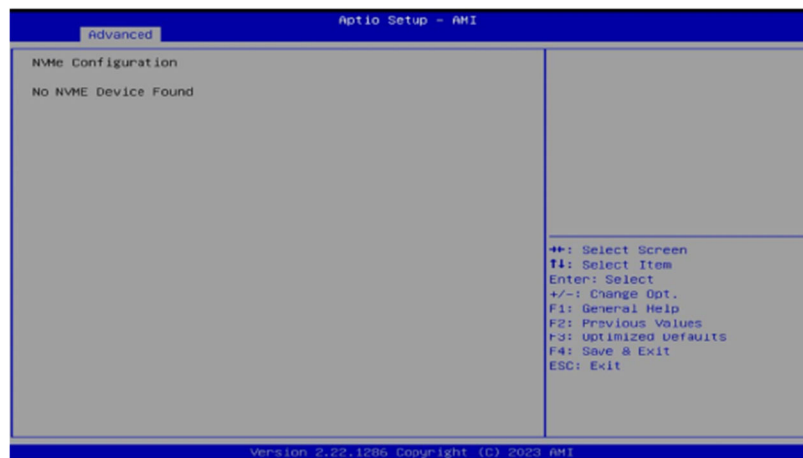 Aptio Setup - AMI
Advanced
NVMe Configuration
No NVME Device Found
→←: Select Screen
↑↓: Select Item
Enter: Select
+/-: Change Opt.
F1: General Help
F2: Previous Values
F3: Optimized Defaults
F4: Save & Exit
ESC: Exit
Version 2.22.1286 Copyright (C) 2023 AMI